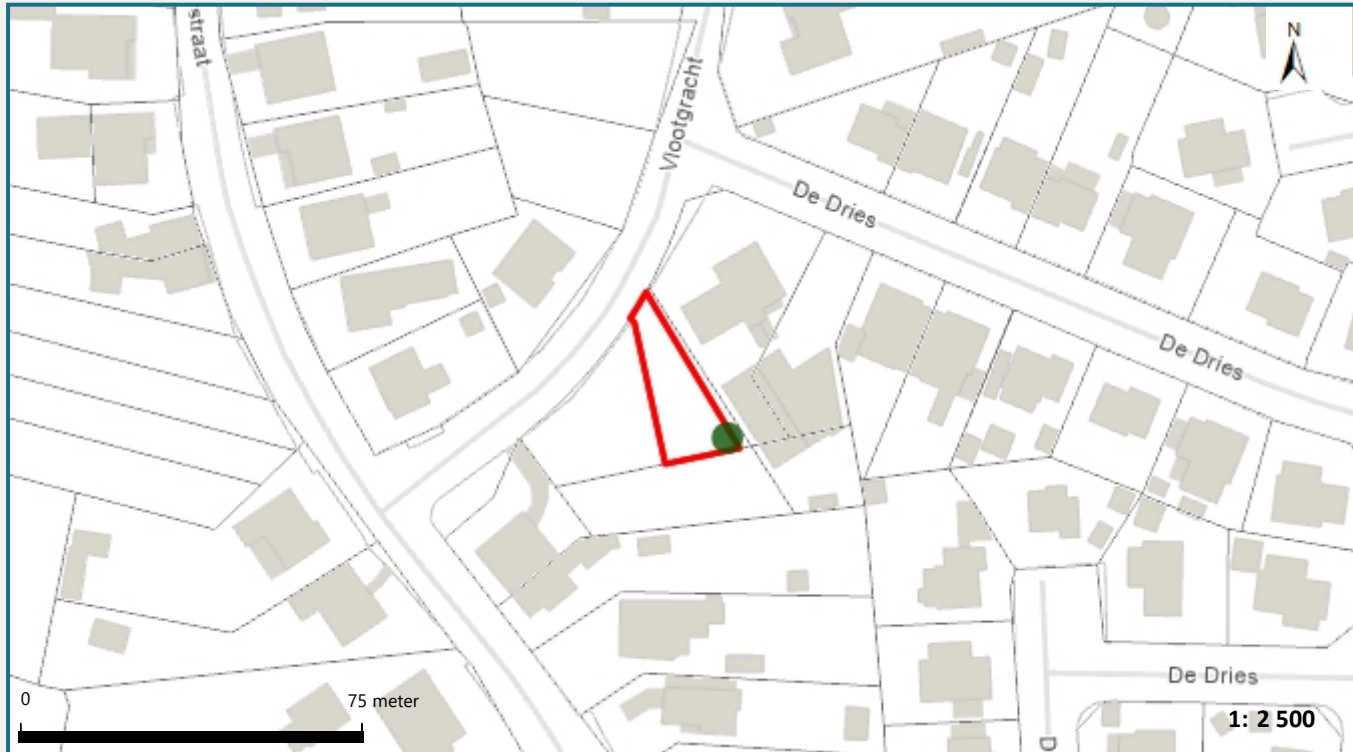 straat
N
Vlootgracht
De Dries
De Dries
De Dries
0 75 meter
1: 2 500
D